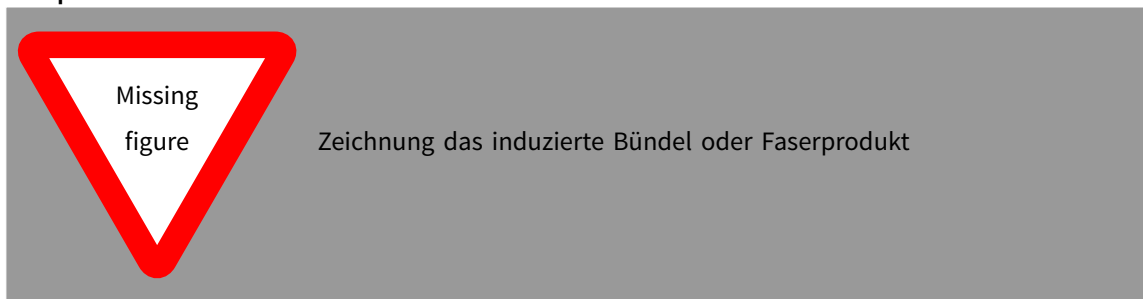 Missing
figure
Zeichnung das induzierte Bündel oder Faserprodukt